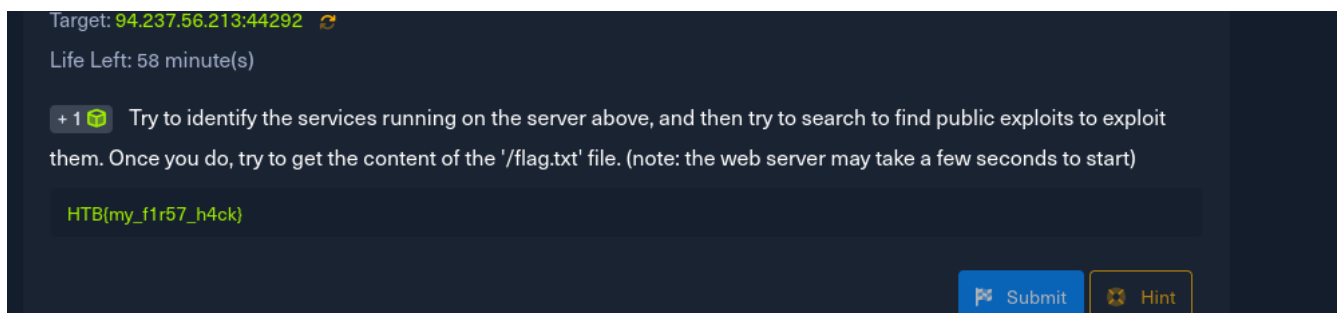 Target: 94.237.56.213:44292
Life Left: 58 minute(s)
+ 1 Try to identify the services running on the server above, and then try to search to find public exploits to exploit
them. Once you do, try to get the content of the '/flag.txt' file. (note: the web server may take a few seconds to start)
HTB{my_f1r57_h4ck}
Submit Hint